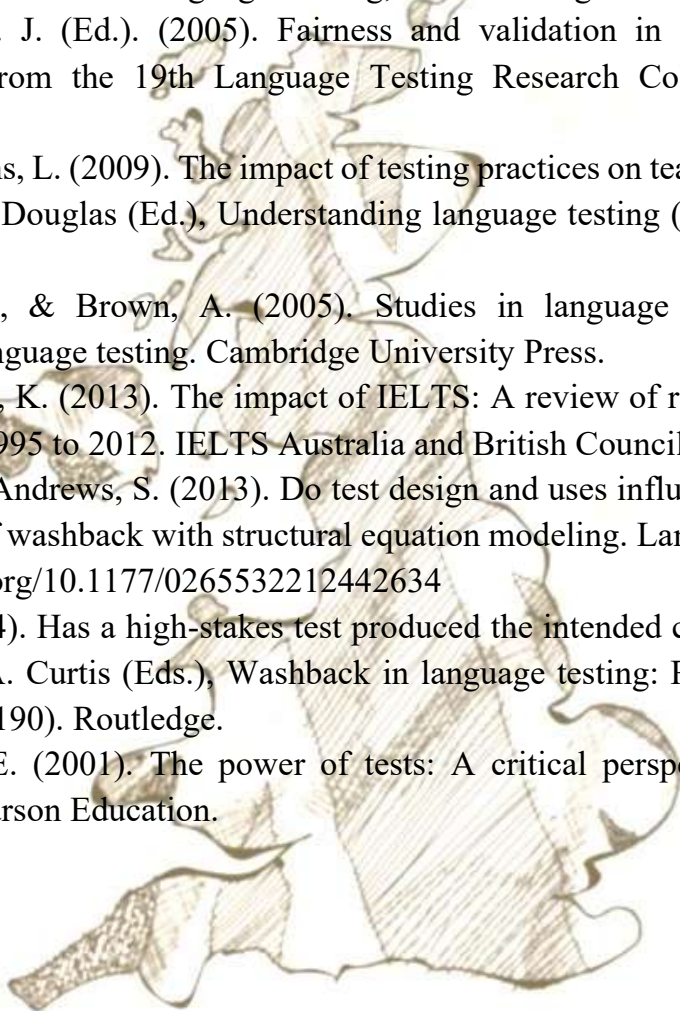 . J. (Ed.). (2005). Fairness and validation in
rom the 19th Language Testing Research Co
s, L. (2009). The impact of testing practices on tea
Douglas (Ed.), Understanding language testing (
, & Brown, A. (2005). Studies in language
nguage testing. Cambridge University Press.
, K. (2013). The impact of IELTS: A review of r
995 to 2012. IELTS Australia and British Council
Andrews, S. (2013). Do test design and uses influ
f washback with structural equation modeling. Lan
org/10.1177/0265532212442634
4). Has a high-stakes test produced the intended c
A. Curtis (Eds.), Washback in language testing: R
190). Routledge.
E. (2001). The power of tests: A critical perspe
arson Education.